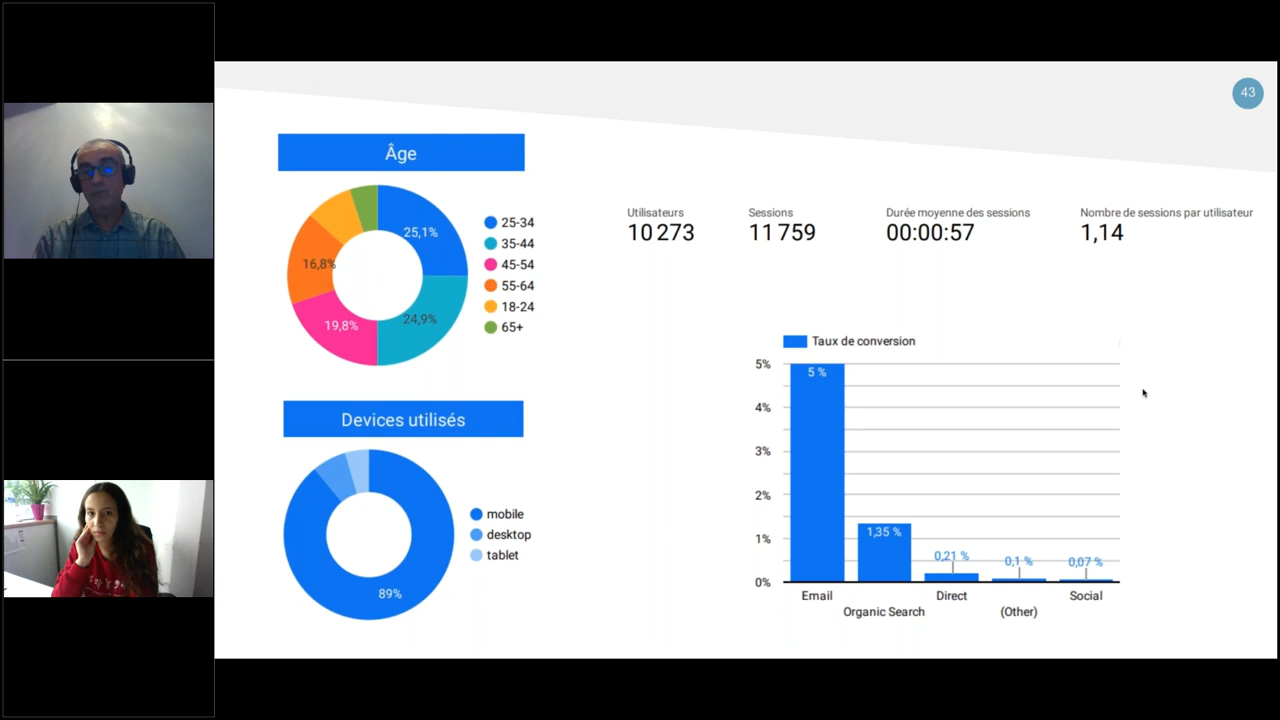 43
Âge
25,1%
24,9%
19,8%
16,8%
25-34
35-44
45-54
55-64
18-24
65+
Utilisateurs
10 273
Sessions
11 759
Durée moyenne des sessions
00:00:57
Nombre de sessions par utilisateur
1,14
Devices utilisés
89%
mobile
desktop
tablet
Taux de conversion
5%
4%
3%
2%
1%
0%
5 %
1,35 %
0,21 %
0,1 %
0,07 %
Email
Organic Search
Direct
(Other)
Social